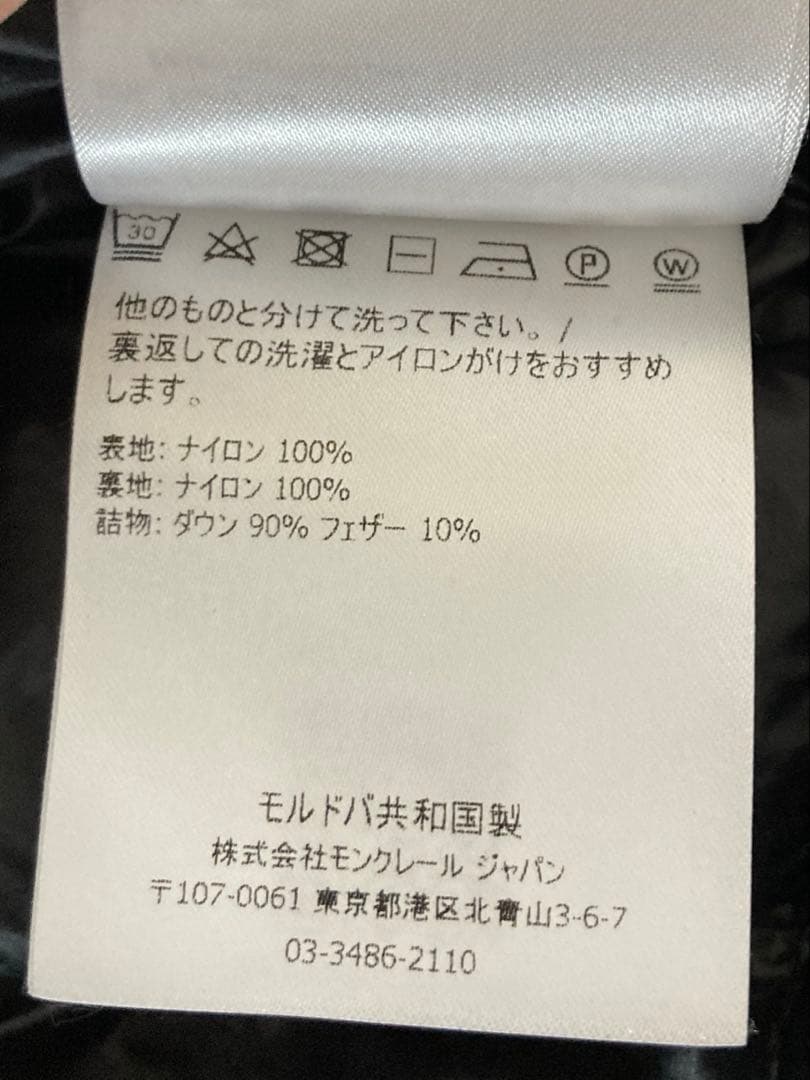 30
P
W
他のものと分けて洗って下さい。/
裏返しての洗濯とアイロンがけをおすすめ
します。
表地: ナイロン 100%
裏地: ナイロン 100%
詰物: ダウン 90% フェザー 10%
モルドバ共和国製
株式会社モンクレール ジャパン
〒107-0061 東京都港区北青山3-6-7
03-3486-2110